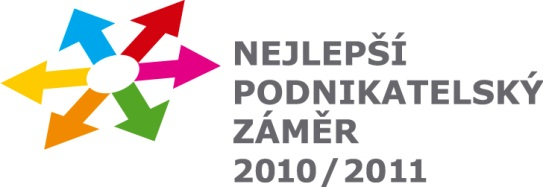 NEJLEPŠÍ
PODNIKATELSKÝ
ZÁMĚR
2010/2011